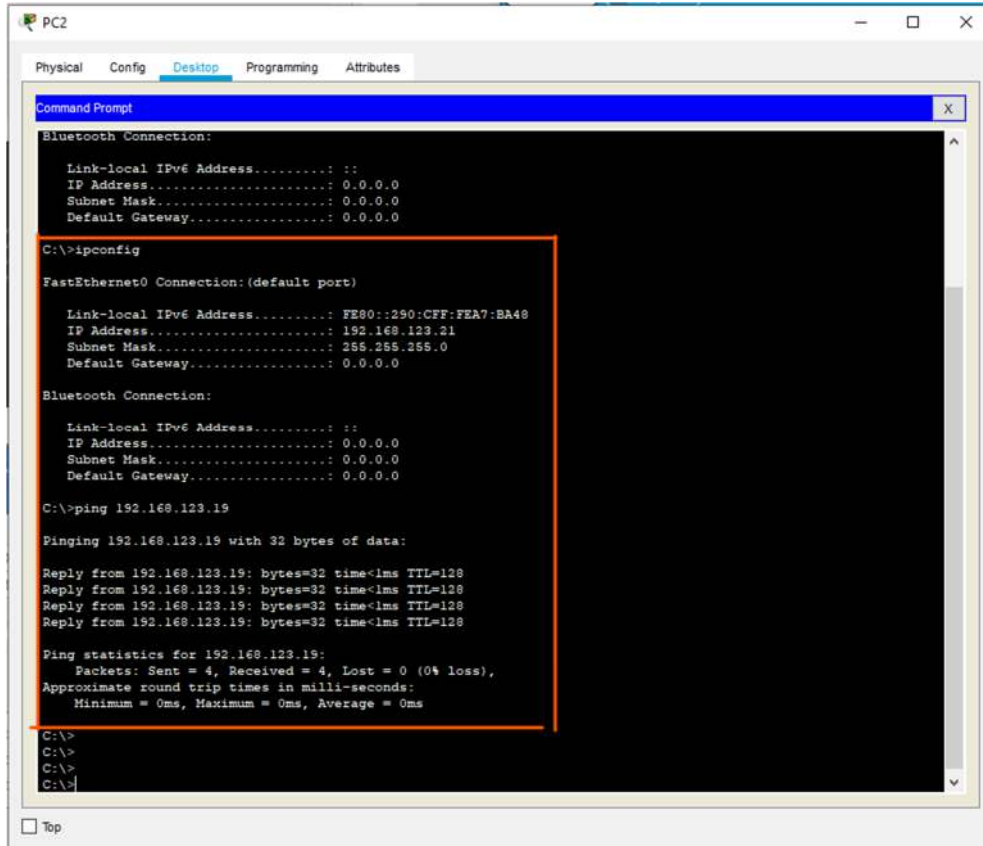 PC2
Physical Config Desktop Programming Attributes
Command Prompt
X
Bluetooth Connection:
Link-local IPv6 Address.........: ::
IP Address......................: 0.0.0.0
Subnet Mask.....................: 0.0.0.0
Default Gateway.................: 0.0.0.0
C:\>ipconfig
FastEthernet0 Connection:(default port)
Link-local IPv6 Address.........: FE80::290:CFF:FEA7:BA48
IP Address......................: 192.168.123.21
Subnet Mask.....................: 255.255.255.0
Default Gateway.................: 0.0.0.0
Bluetooth Connection:
Link-local IPv6 Address.........: ::
IP Address......................: 0.0.0.0
Subnet Mask.....................: 0.0.0.0
Default Gateway.................: 0.0.0.0
C:\>ping 192.168.123.19
Pinging 192.168.123.19 with 32 bytes of data:
Reply from 192.168.123.19: bytes=32 time<1ms TTL=128
Reply from 192.168.123.19: bytes=32 time<1ms TTL=128
Reply from 192.168.123.19: bytes=32 time<1ms TTL=128
Reply from 192.168.123.19: bytes=32 time<1ms TTL=128
Ping statistics for 192.168.123.19:
Packets: Sent = 4, Received = 4, Lost = 0 (0% loss),
Approximate round trip times in milli-seconds:
Minimum = 0ms, Maximum = 0ms, Average = 0ms
C:\>
C:\>
C:\>
C:\>
Top